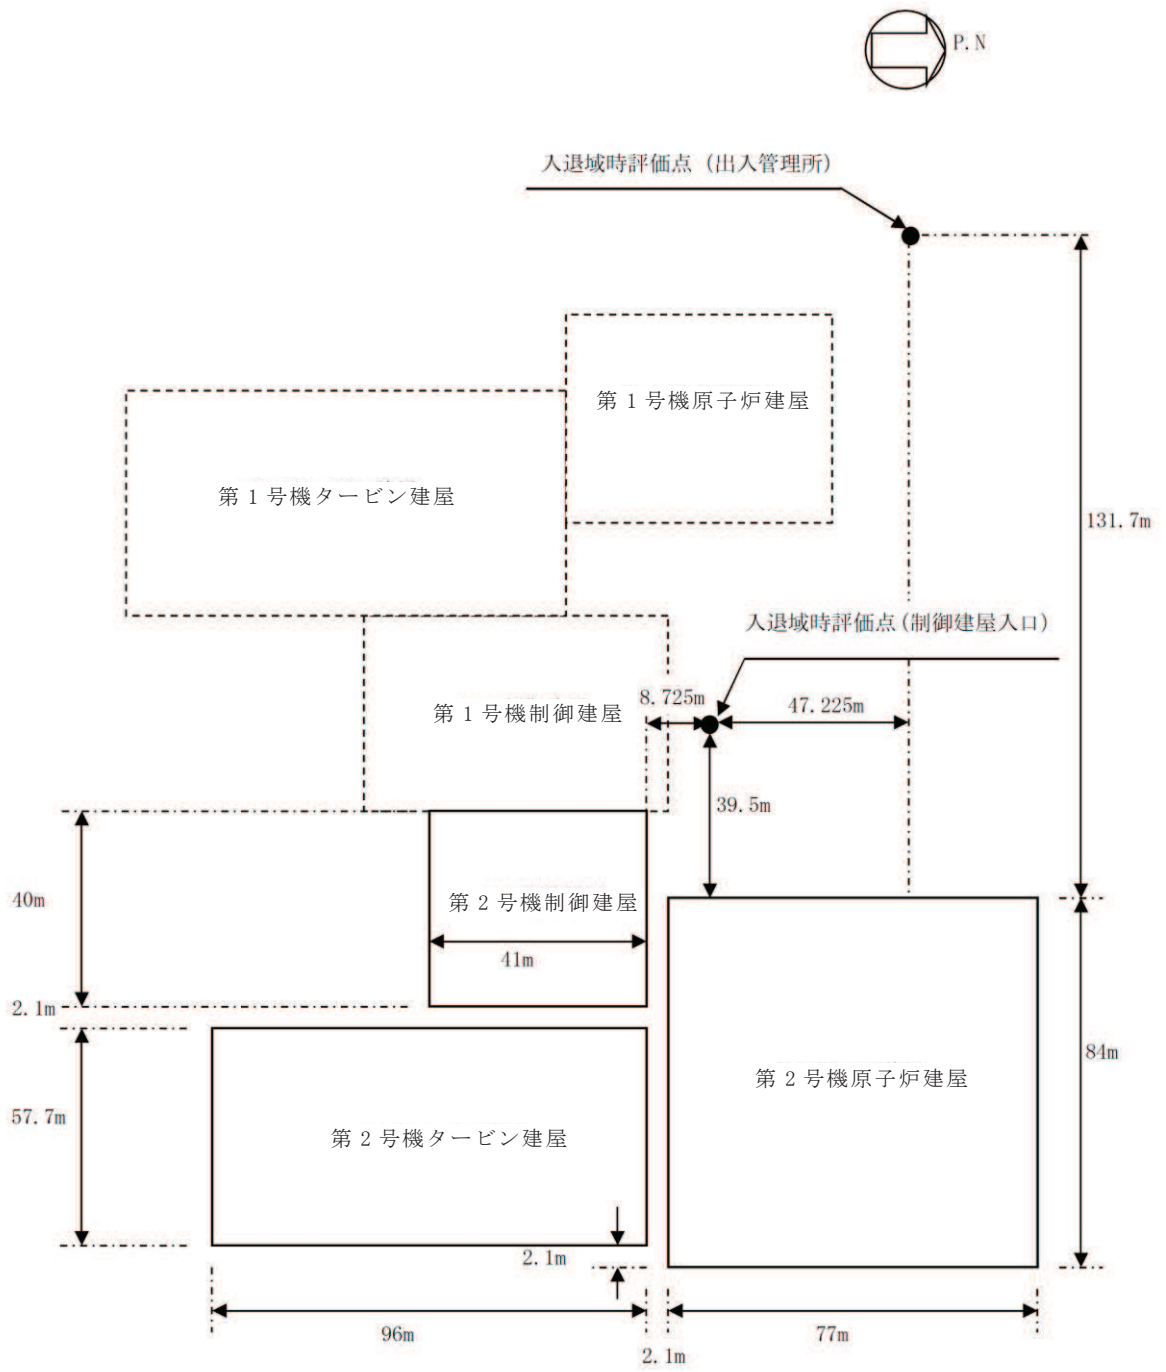 P.N
入退域時評価点（出入管理所）
第１号機原子炉建屋
第１号機タービン建屋
131.7m
入退域時評価点（制御建屋入口）
8.725m
47.225m
第１号機制御建屋
39.5m
40m
第２号機制御建屋
41m
2.1m
84m
第２号機原子炉建屋
57.7m
第２号機タービン建屋
2.1m
96m
77m
2.1m